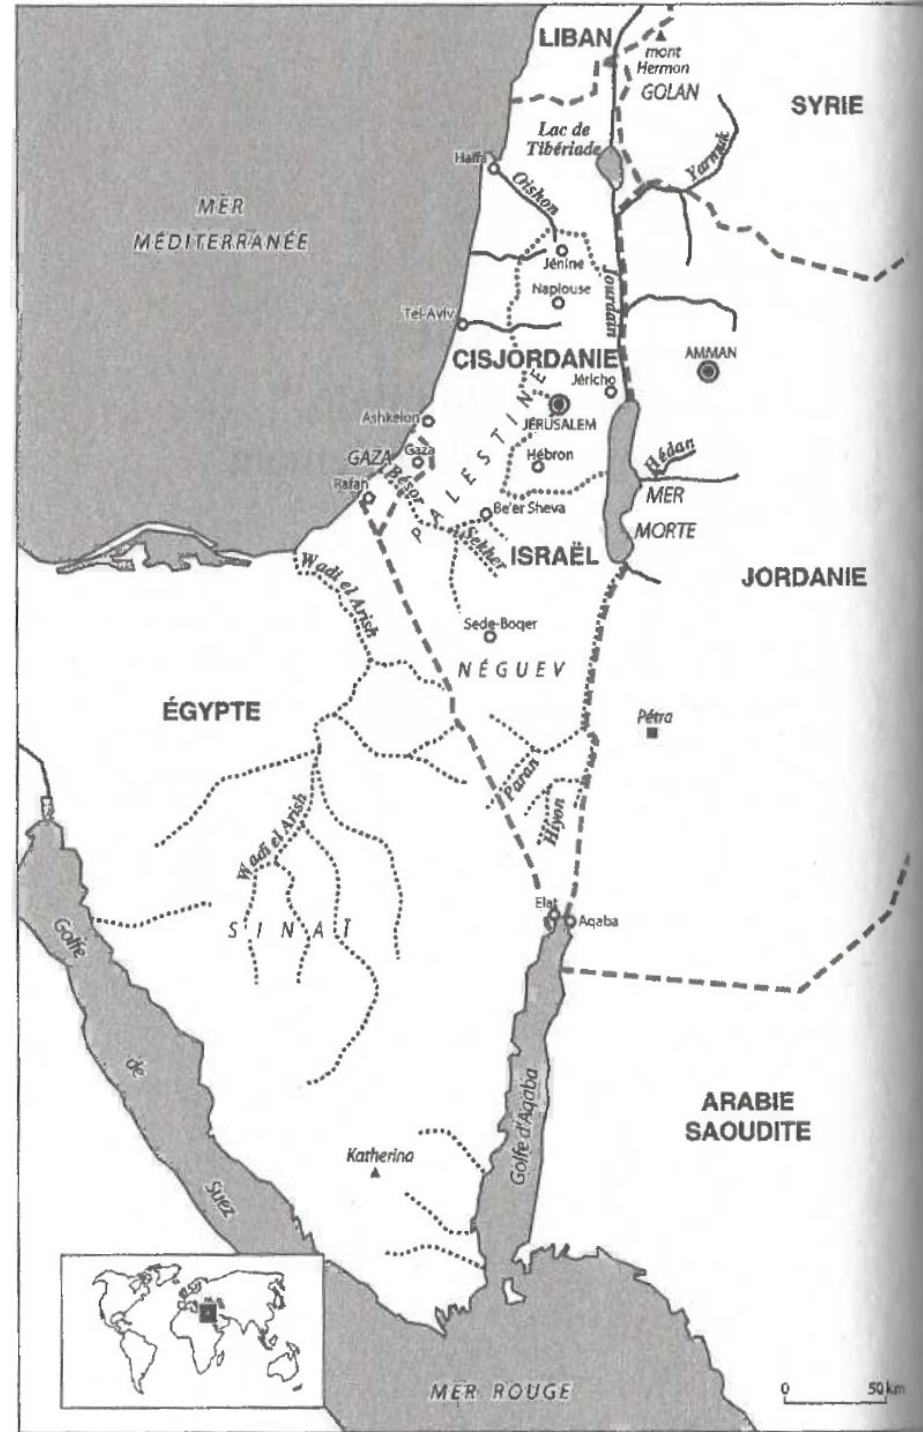 LIBAN
mont
Hermon
GOLAN
SYRIE
Lac de
Tibériade
Yarmuk
Haïfa
Qishon
MER
MÉDITERRANÉE
Jénine
Naplouse
Jourdain
Tel-Aviv
CISJORDANIE
AMMAN
Jéricho
JÉRUSALEM
Ashkelon
PALESTINE
GAZA
Gaza
Hébron
Hédan
Rafah
Bésor
MER
MORTE
Be'er Sheva
Sekher
ISRAËL
JORDANIE
Wadi el Arish
Sede-Boqer
NÉGUEV
ÉGYPTE
Pétra
Paran
Hiyon
Wadi el Arish
Elat
Aqaba
SINAÏ
Golfe
de
Suez
Golfe d'Aqaba
ARABIE
SAOUDITE
Katherina
MER ROUGE
0 50 km